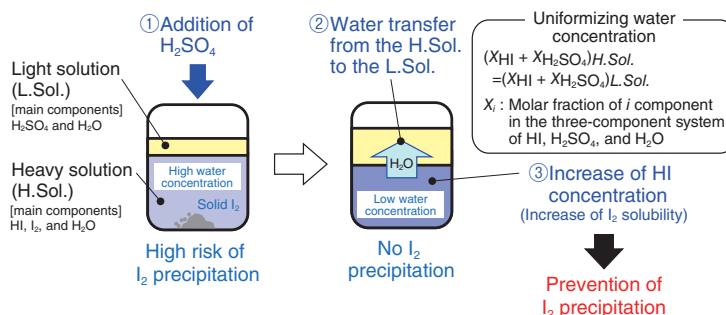 ①Addition of
H₂SO₄
Light solution
(L.Sol.)
[main components]
H₂SO₄ and H₂O
Heavy solution
(H.Sol.)
[main components]
HI, I₂, and H₂O
High water
concentration
Solid I₂
High risk of
I₂ precipitation
②Water transfer
from the H.Sol.
to the L.Sol.
H₂O
Low water
concentration
No I₂
precipitation
Uniformizing water
concentration
(XHI + XH₂SO₄)H.Sol.
=(XHI + XH₂SO₄)L.Sol.
Xi : Molar fraction of i component
in the three-component system
of HI, H₂SO₄, and H₂O
③Increase of HI
concentration
(Increase of I₂ solubility)
Prevention of
I₂ precipitation